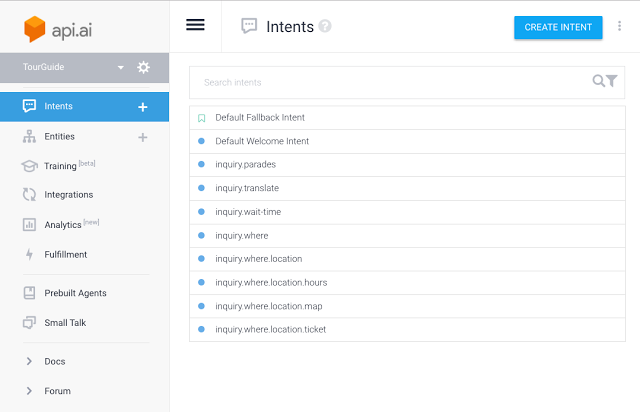 api.ai
Intents ?
CREATE INTENT
TourGuide
Search intents
Intents
Entities
Training [beta]
Integrations
Analytics [new]
Fulfillment
Prebuilt Agents
Small Talk
Docs
Forum
Default Fallback Intent
Default Welcome Intent
inquiry.parades
inquiry.translate
inquiry.wait-time
inquiry.where
inquiry.where.location
inquiry.where.location.hours
inquiry.where.location.map
inquiry.where.location.ticket